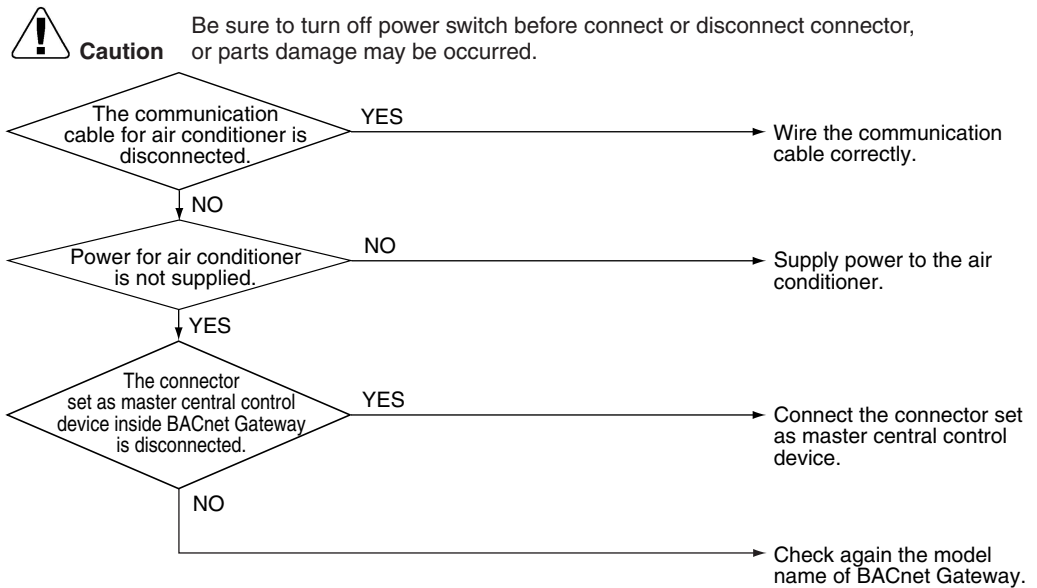 Be sure to turn off power switch before connect or disconnect connector,
Caution or parts damage may be occurred.
The communication
cable for air conditioner is
disconnected.
YES
Wire the communication
cable correctly.
NO
Power for air conditioner
is not supplied.
NO
Supply power to the air
conditioner.
YES
The connector
set as master central control
device inside BACnet Gateway
is disconnected.
YES
Connect the connector set
as master central control
device.
NO
Check again the model
name of BACnet Gateway.